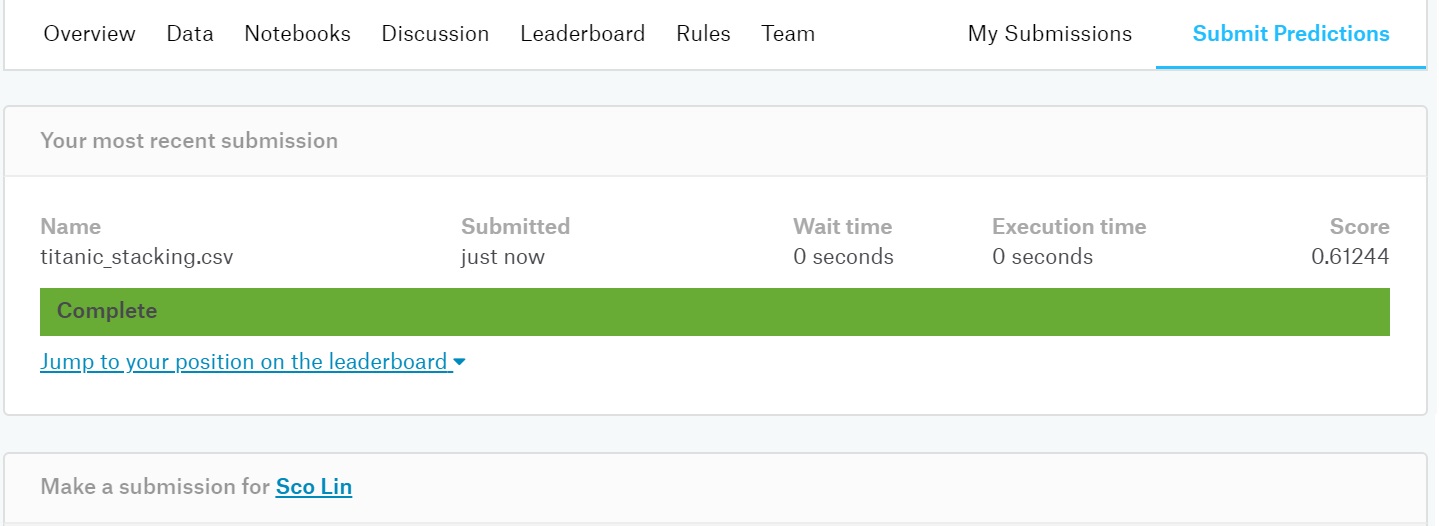 Overview Data Notebooks Discussion Leaderboard Rules Team My Submissions Submit Predictions
Your most recent submission
Name Submitted Wait time Execution time Score
titanic_stacking.csv just now 0 seconds 0 seconds 0.61244
Complete
Jump to your position on the leaderboard
Make a submission for Sco Lin